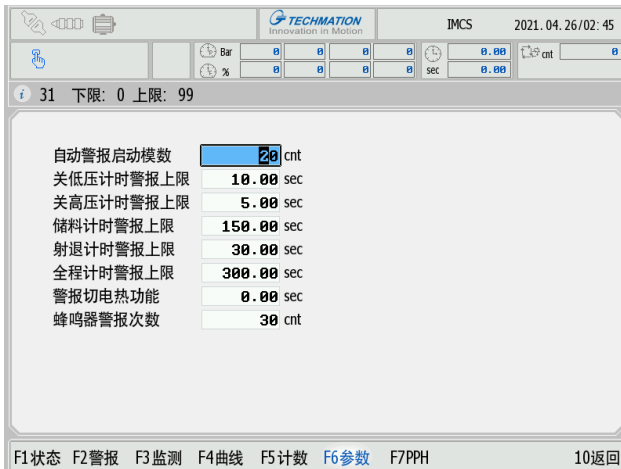 TECHMATION
Innovation in Motion
IMCS
2021.04.26/02:45
Bar 0 0 0 0 0.00 cnt 0
% 0 0 0 0 sec 0.00
i 31 下限: 0 上限: 99
自动警报启动模数 20 cnt
关低压计时警报上限 10.00 sec
关高压计时警报上限 5.00 sec
储料计时警报上限 150.00 sec
射退计时警报上限 30.00 sec
全程计时警报上限 300.00 sec
警报切电热功能 0.00 sec
蜂鸣器警报次数 30 cnt
F1状态 F2警报 F3监测 F4曲线 F5计数 F6参数 F7PPH 10返回